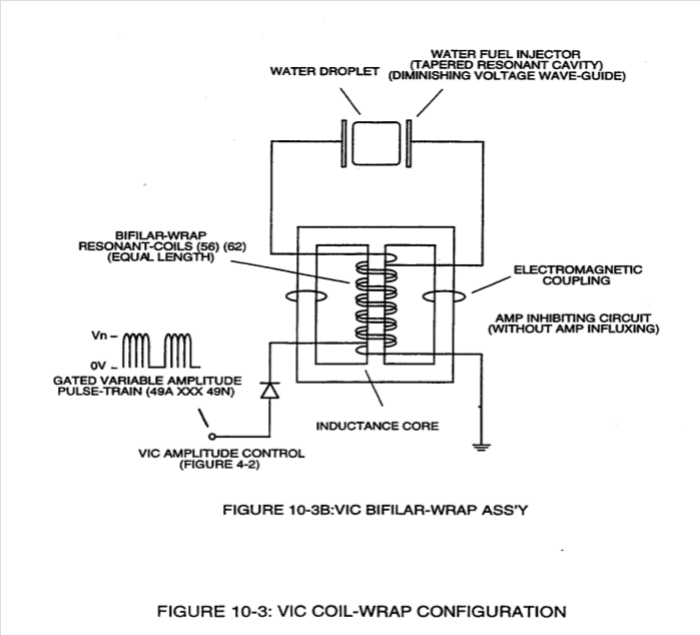 WATER DROPLET
WATER FUEL INJECTOR
(TAPERED RESONANT CAVITY)
(DIMINISHING VOLTAGE WAVE-GUIDE)
BIFILAR-WRAP
RESONANT-COILS (56) (62)
(EQUAL LENGTH)
ELECTROMAGNETIC
COUPLING
AMP INHIBITING CIRCUIT
(WITHOUT AMP INFLUXING)
Vn
OV
GATED VARIABLE AMPLITUDE
PULSE-TRAIN (49A XXX 49N)
INDUCTANCE CORE
VIC AMPLITUDE CONTROL
(FIGURE 4-2)
FIGURE 10-3B:VIC BIFILAR-WRAP ASS'Y
FIGURE 10-3: VIC COIL-WRAP CONFIGURATION